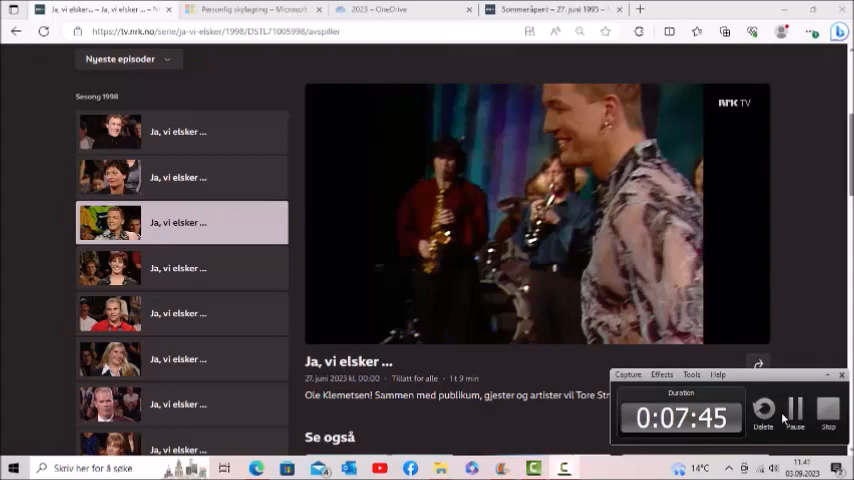 Ja, vi elsker ... – Ja, vi elsker ... – N
Personlig skylagring – Microsoft
2023 – OneDrive
Sommeråpent – 27. juni 1995 – N
https://tv.nrk.no/serie/ja-vi-elsker/1998/DSTL71005998/avspiller
Nyeste episoder
Sesong 1998
Ja, vi elsker ...
Ja, vi elsker ...
Ja, vi elsker ...
Ja, vi elsker ...
Ja, vi elsker ...
Ja, vi elsker ...
Ja, vi elsker ...
Ja, vi elsker ...
NRK TV
Ja, vi elsker ...
27. juni 2023 kl. 00:00 · Tillatt for alle · 1 t 9 min
Ole Klemetsen! Sammen med publikum, gjester og artister vil Tore Str
Se også
Capture Effects Tools Help
Duration
0:07:45
Delete Pause Stop
Skriv her for å søke
4
14°C
11.41
03.09.2023
2